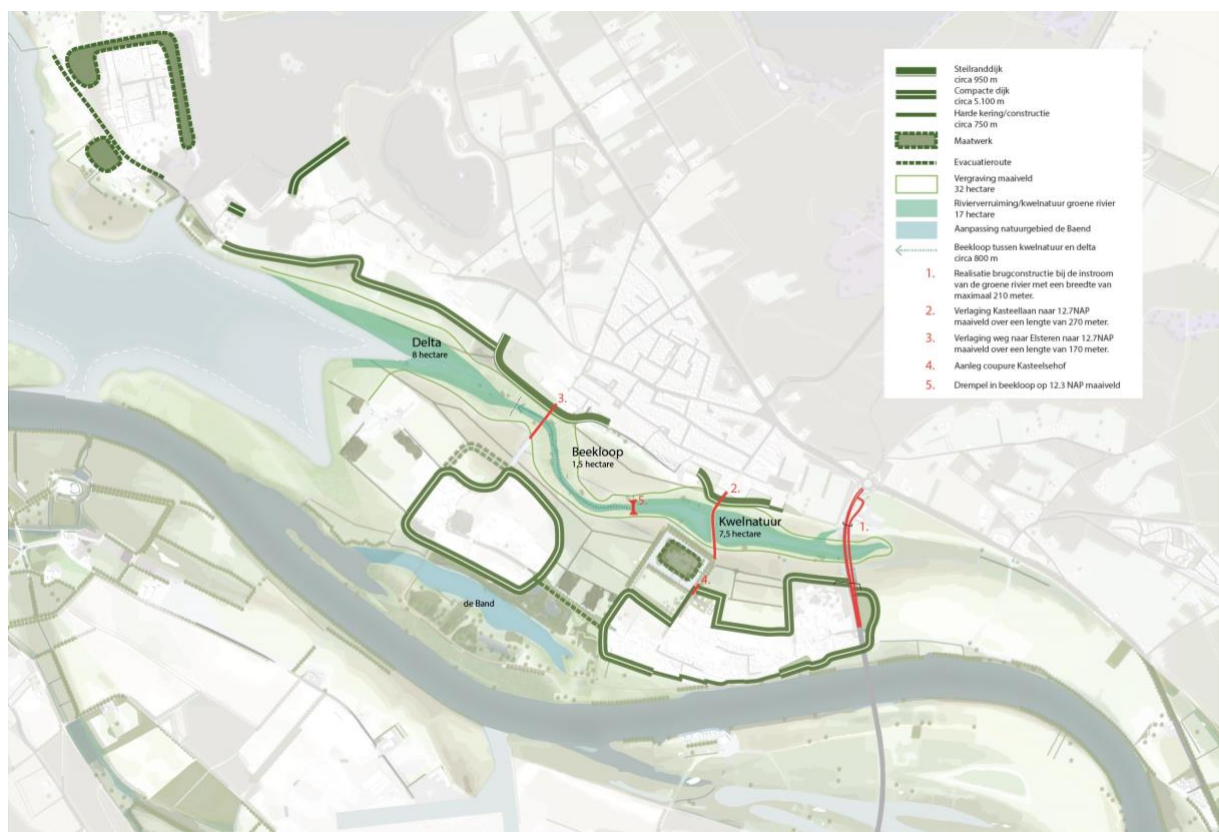 Steilranddijk
circa 950 m
Compacte dijk
circa 5.100 m
Harde kering/constructie
circa 750 m
Maatwerk
Evacuatieroute
Vergraving maaiveld
32 hectare
Rivierverruiming/kwelnatuur groene rivier
17 hectare
Aanpassing natuurgebied de Baend
Beekloop tussen kwelnatuur en delta
circa 800 m
1. Realisatie brugconstructie bij de instroom
van de groene rivier met een breedte van
maximaal 210 meter.
2. Verlaging Kasteellaan naar 12.7NAP
maaiveld over een lengte van 270 meter.
3. Verlaging weg naar Elsteren naar 12.7NAP
maaiveld over een lengte van 170 meter.
4. Aanleg coupure Kasteelsehof
5. Drempel in beekloop op 12.3 NAP maaiveld
Delta
8 hectare
3.
Beekloop
1,5 hectare
2.
5.
Kwelnatuur
7,5 hectare
1.
4.
de Band